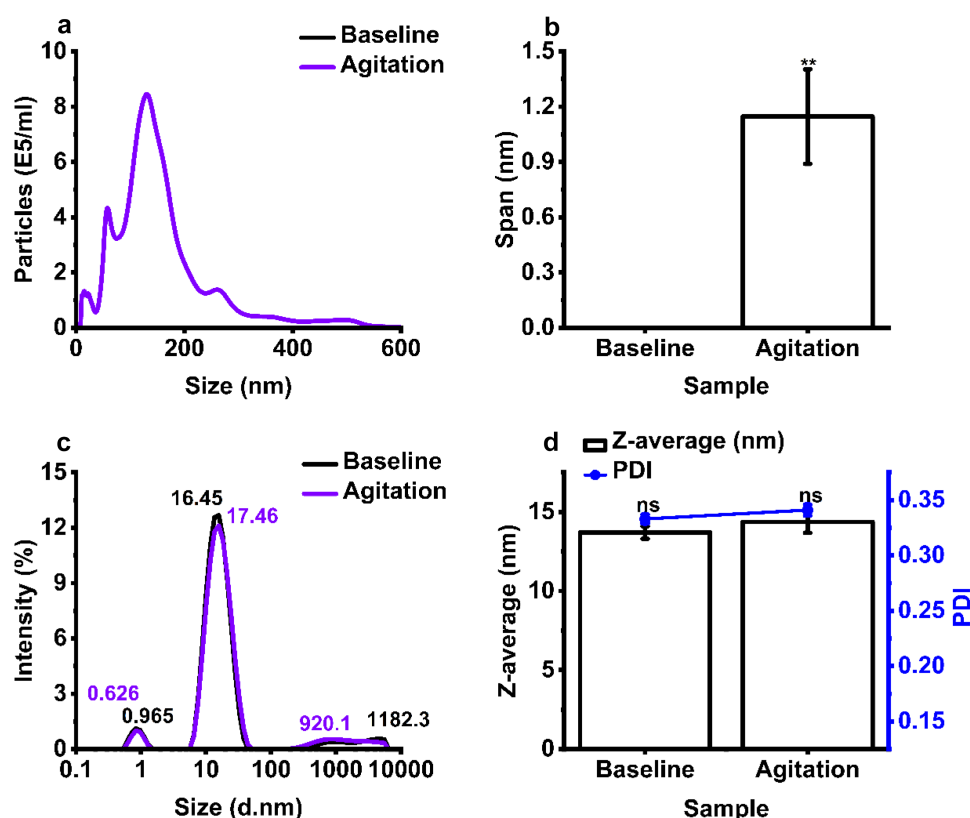 a
Baseline
Agitation
10
8
6
4
2
0
Particles (E5/ml)
0 200 400 600
Size (nm)
b
1.5
1.2
0.9
0.6
0.3
0.0
Span (nm)
**
Baseline Agitation
Sample
c
Baseline
Agitation
15
12
9
6
3
0
Intensity (%)
16.45
17.46
0.626
0.965
920.1
1182.3
0.1 1 10 100 1000 10000
Size (d.nm)
d
Z-average (nm)
PDI
15
10
5
0
Z-average (nm)
ns
ns
0.35
0.30
0.25
0.20
0.15
PDI
Baseline Agitation
Sample